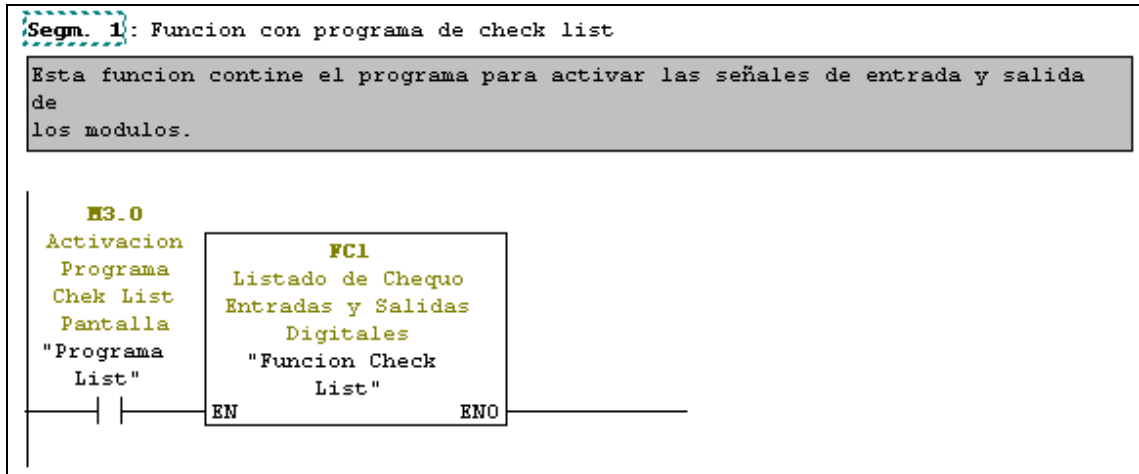 Segm. 1: Funcion con programa de check list
Esta funcion contine el programa para activar las señales de entrada y salida
de
los modulos.
M3.0
Activacion
Programa
Chek List
Pantalla
"Programa
List"
FC1
Listado de Chequo
Entradas y Salidas
Digitales
"Funcion Check
List"
EN ENO